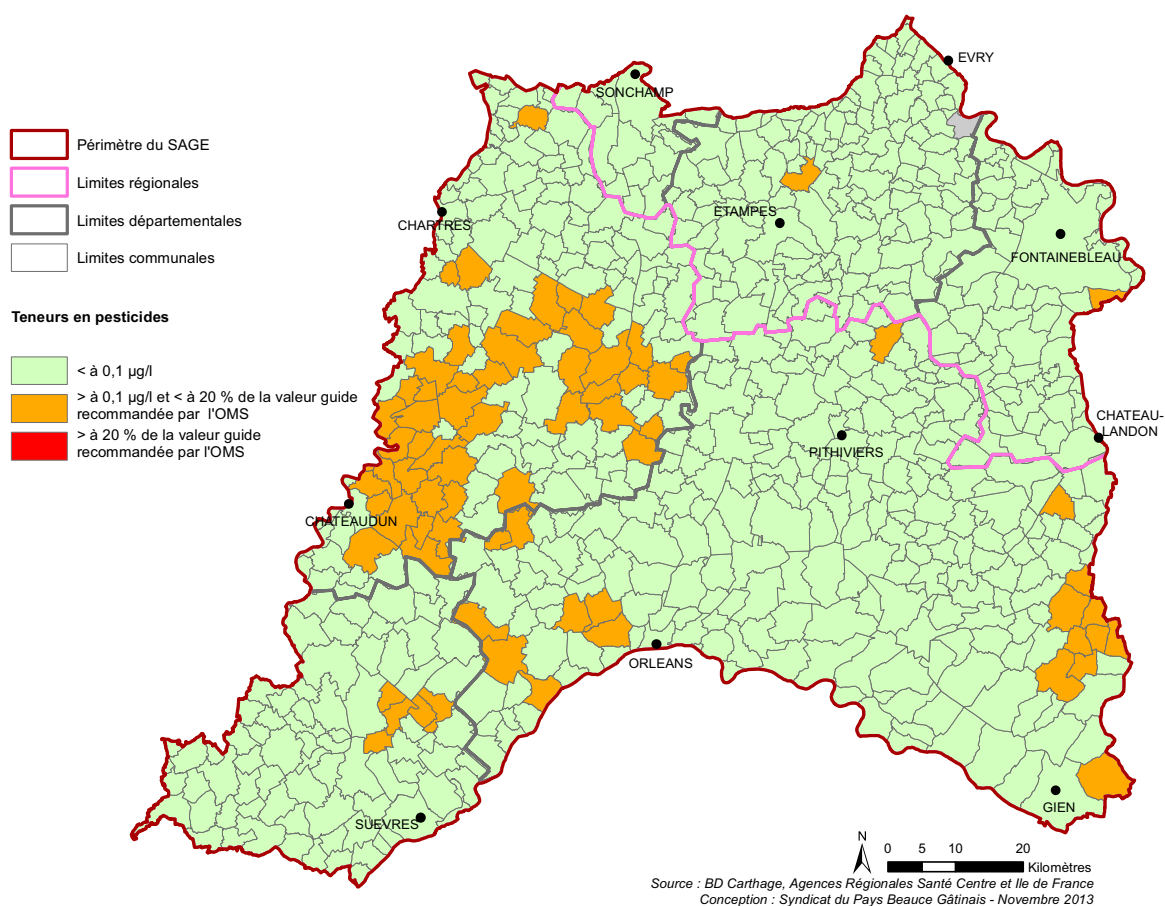 Périmètre du SAGE
Limites régionales
Limites départementales
Limites communales
Teneurs en pesticides
< à 0,1 µg/l
> à 0,1 µg/l et < à 20 % de la valeur guide
recommandée par l'OMS
> à 20 % de la valeur guide
recommandée par l'OMS
EVRY
SONCHAMP
CHARTRES
ETAMPES
FONTAINEBLEAU
CHATEAU-
LANDON
PITHIVIERS
CHATEAUDUN
ORLEANS
GIEN
SUEVRES
N
0 5 10 20
Kilomètres
Source : BD Carthage, Agences Régionales Santé Centre et Ile de France
Conception : Syndicat du Pays Beauce Gâtinais - Novembre 2013